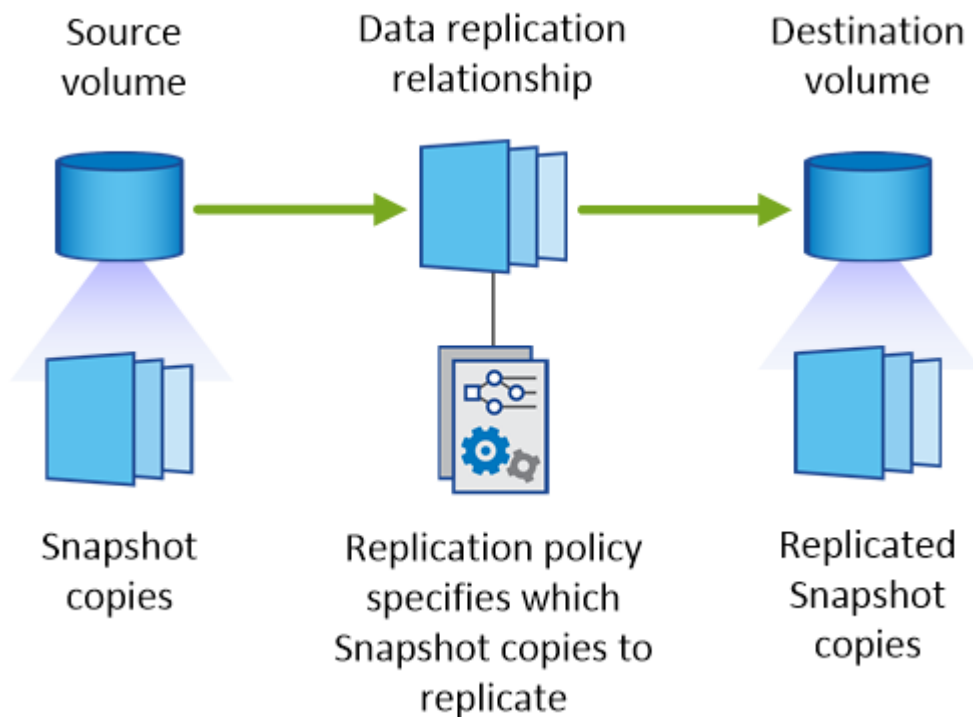 Source
volume
Data replication
relationship
Destination
volume
Snapshot
copies
Replication policy
specifies which
Snapshot copies to
replicate
Replicated
Snapshot
copies